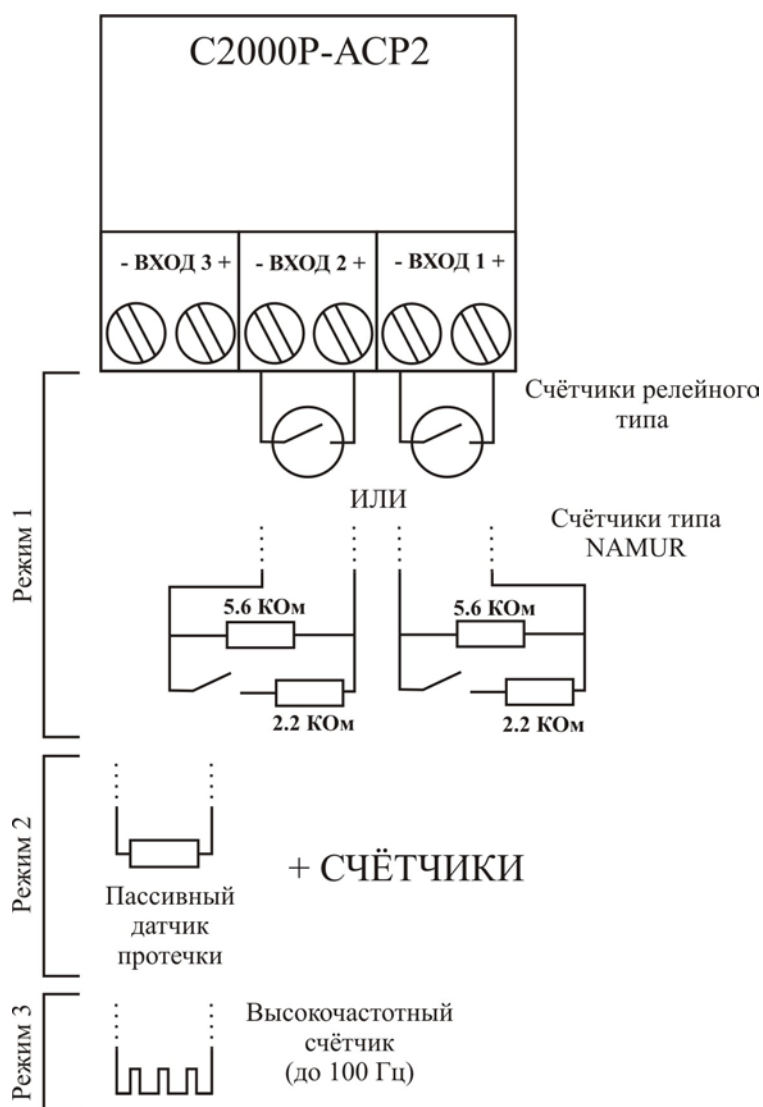 С2000Р-АСР2
- ВХОД 3 +
- ВХОД 2 +
- ВХОД 1 +
Режим 1
Счётчики релейного
типа
ИЛИ
Счётчики типа
NAMUR
5.6 КОм
5.6 КОм
2.2 КОм
2.2 КОм
Режим 2
+ СЧЁТЧИКИ
Пассивный
датчик
протечки
Режим 3
Высокочастотный
счётчик
(до 100 Гц)